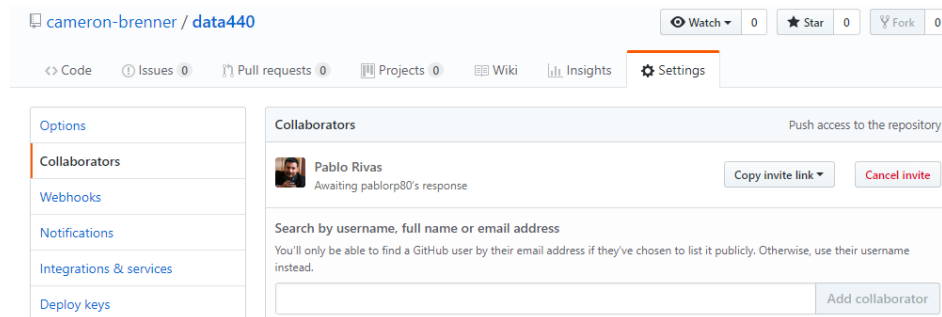 cameron-brenner / data440 Watch 0 Star 0 Fork 0
Code Issues 0 Pull requests 0 Projects 0 Wiki Insights Settings
Options
Collaborators
Webhooks
Notifications
Integrations & services
Deploy keys
Collaborators Push access to the repository
Pablo Rivas
Awaiting pablorp80's response
Copy invite link Cancel invite
Search by username, full name or email address
You'll only be able to find a GitHub user by their email address if they've chosen to list it publicly. Otherwise, use their username
instead.
Add collaborator